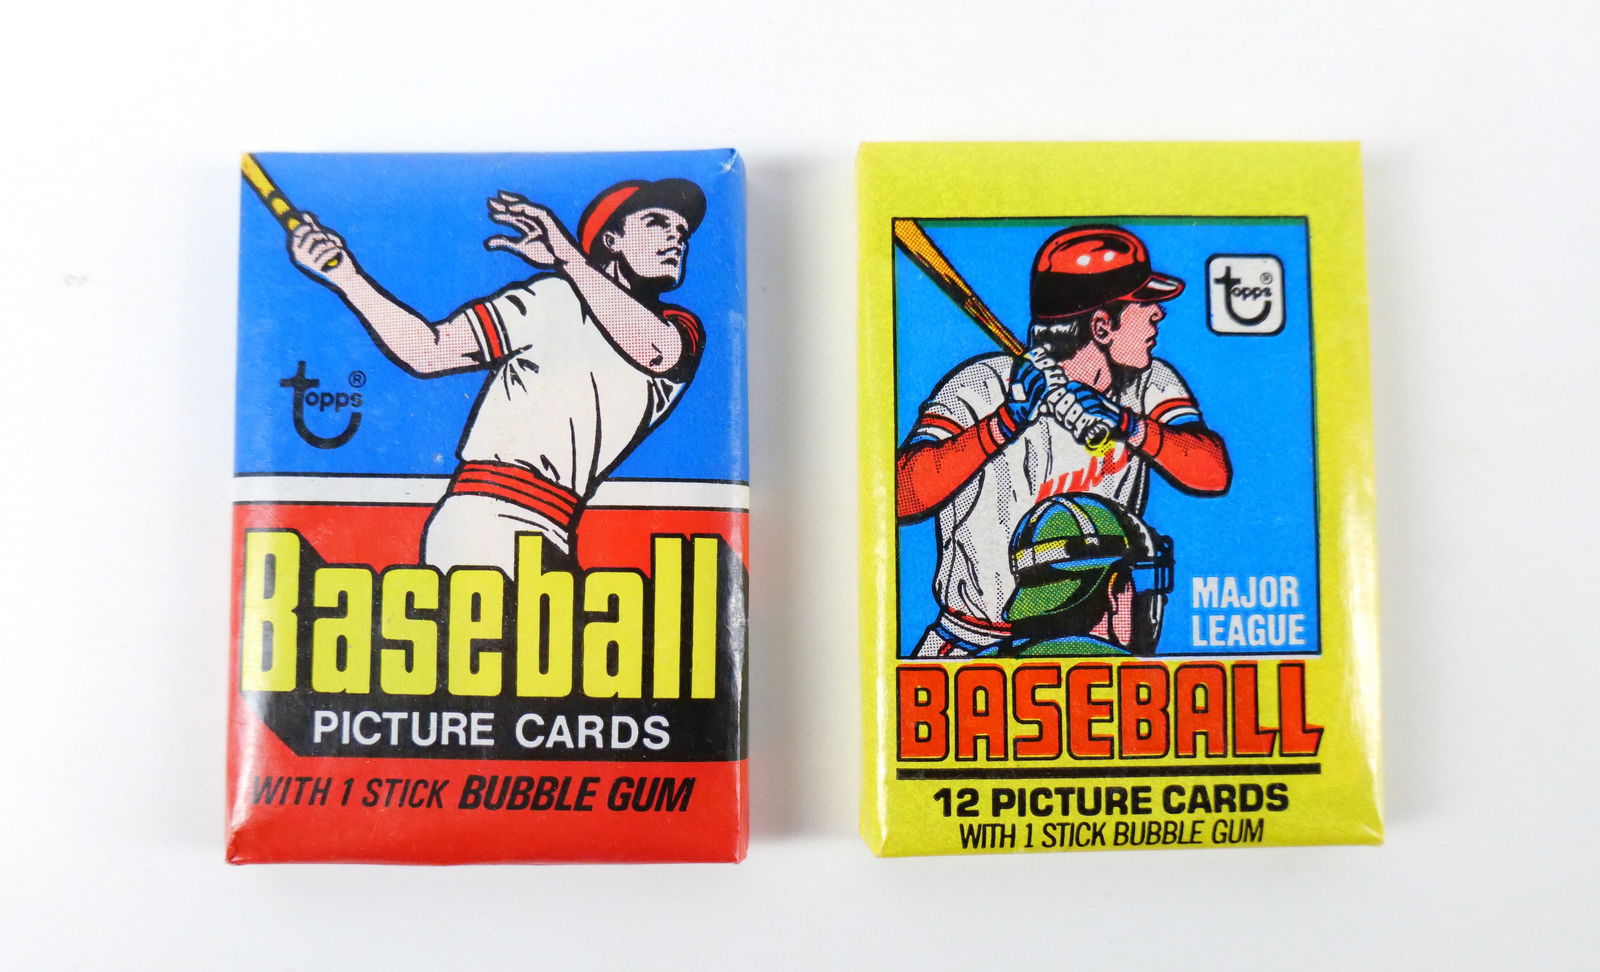 topps®
Baseball
PICTURE CARDS
WITH 1 STICK BUBBLE GUM
topps®
MAJOR
LEAGUE
BASEBALL
12 PICTURE CARDS
WITH 1 STICK BUBBLE GUM